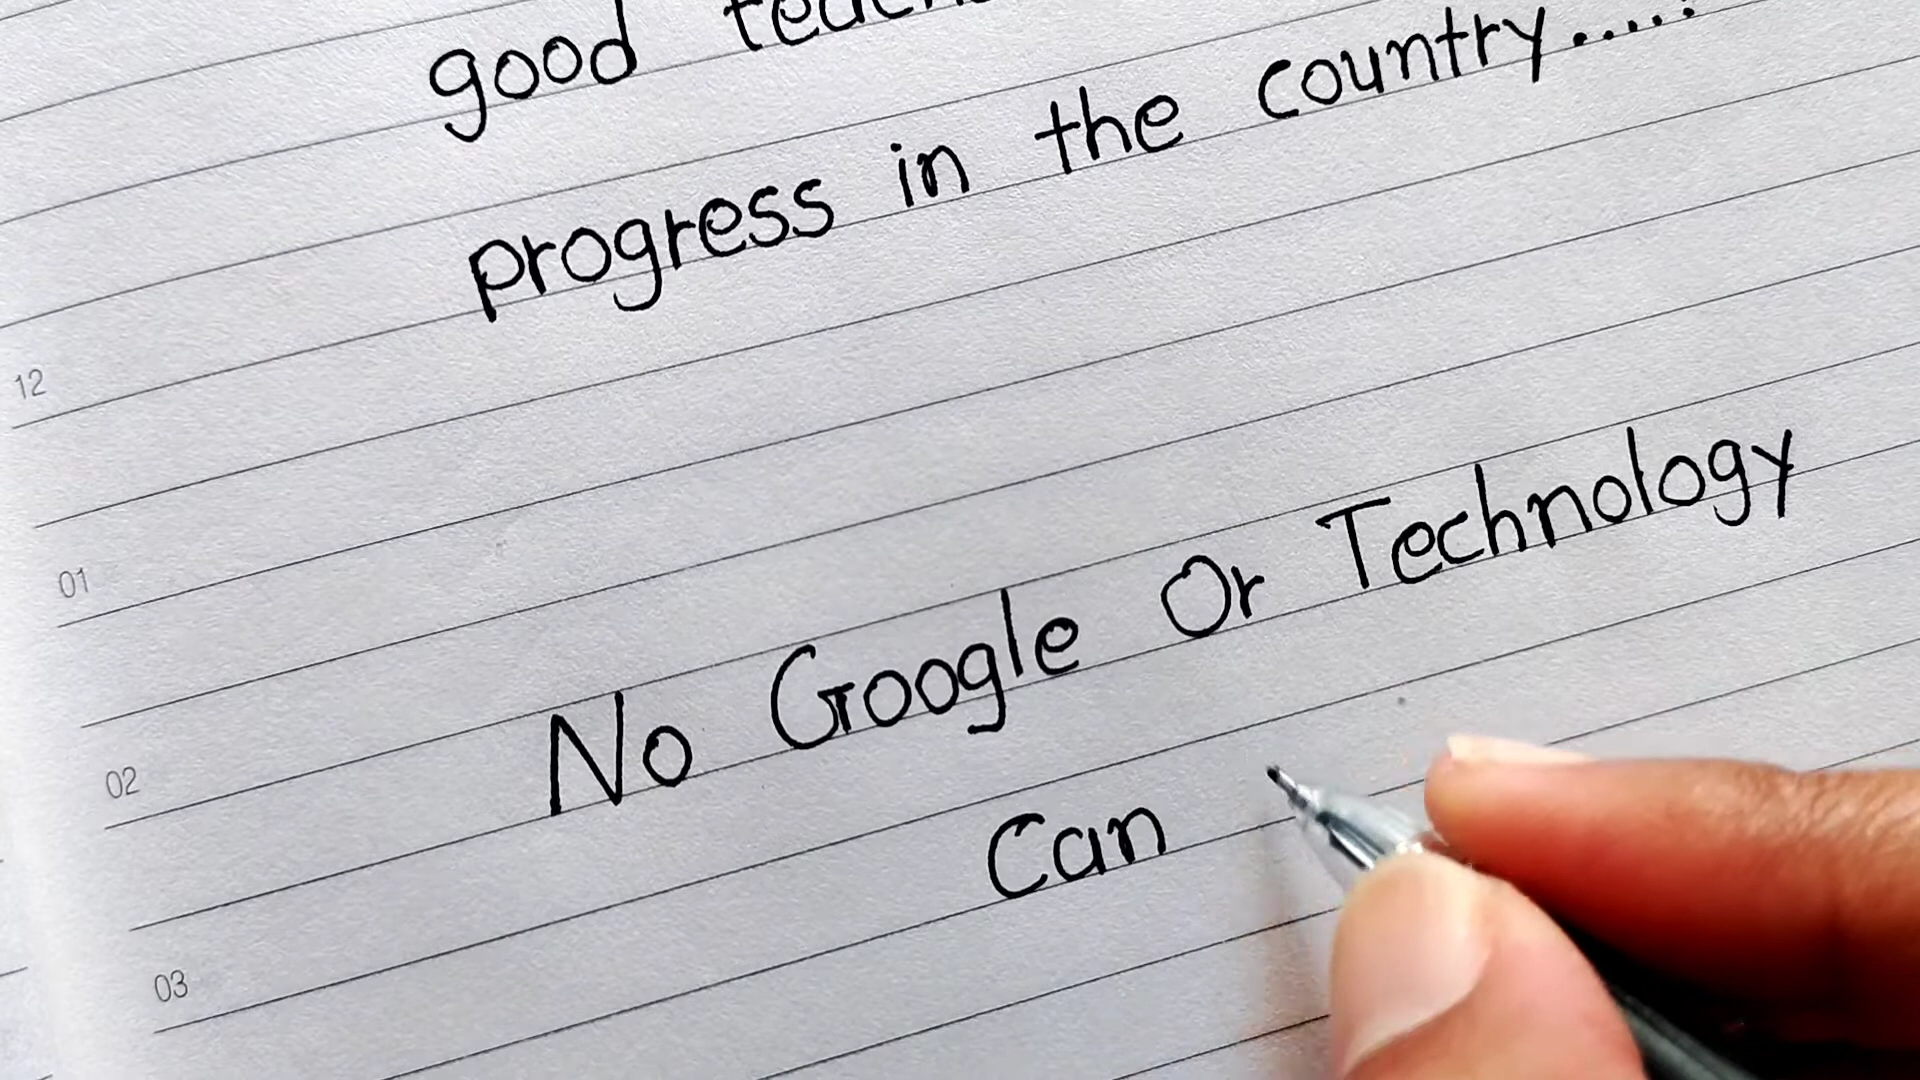 good
progress in the country.....!
12
01
No Google Or Technology
02
Can
03